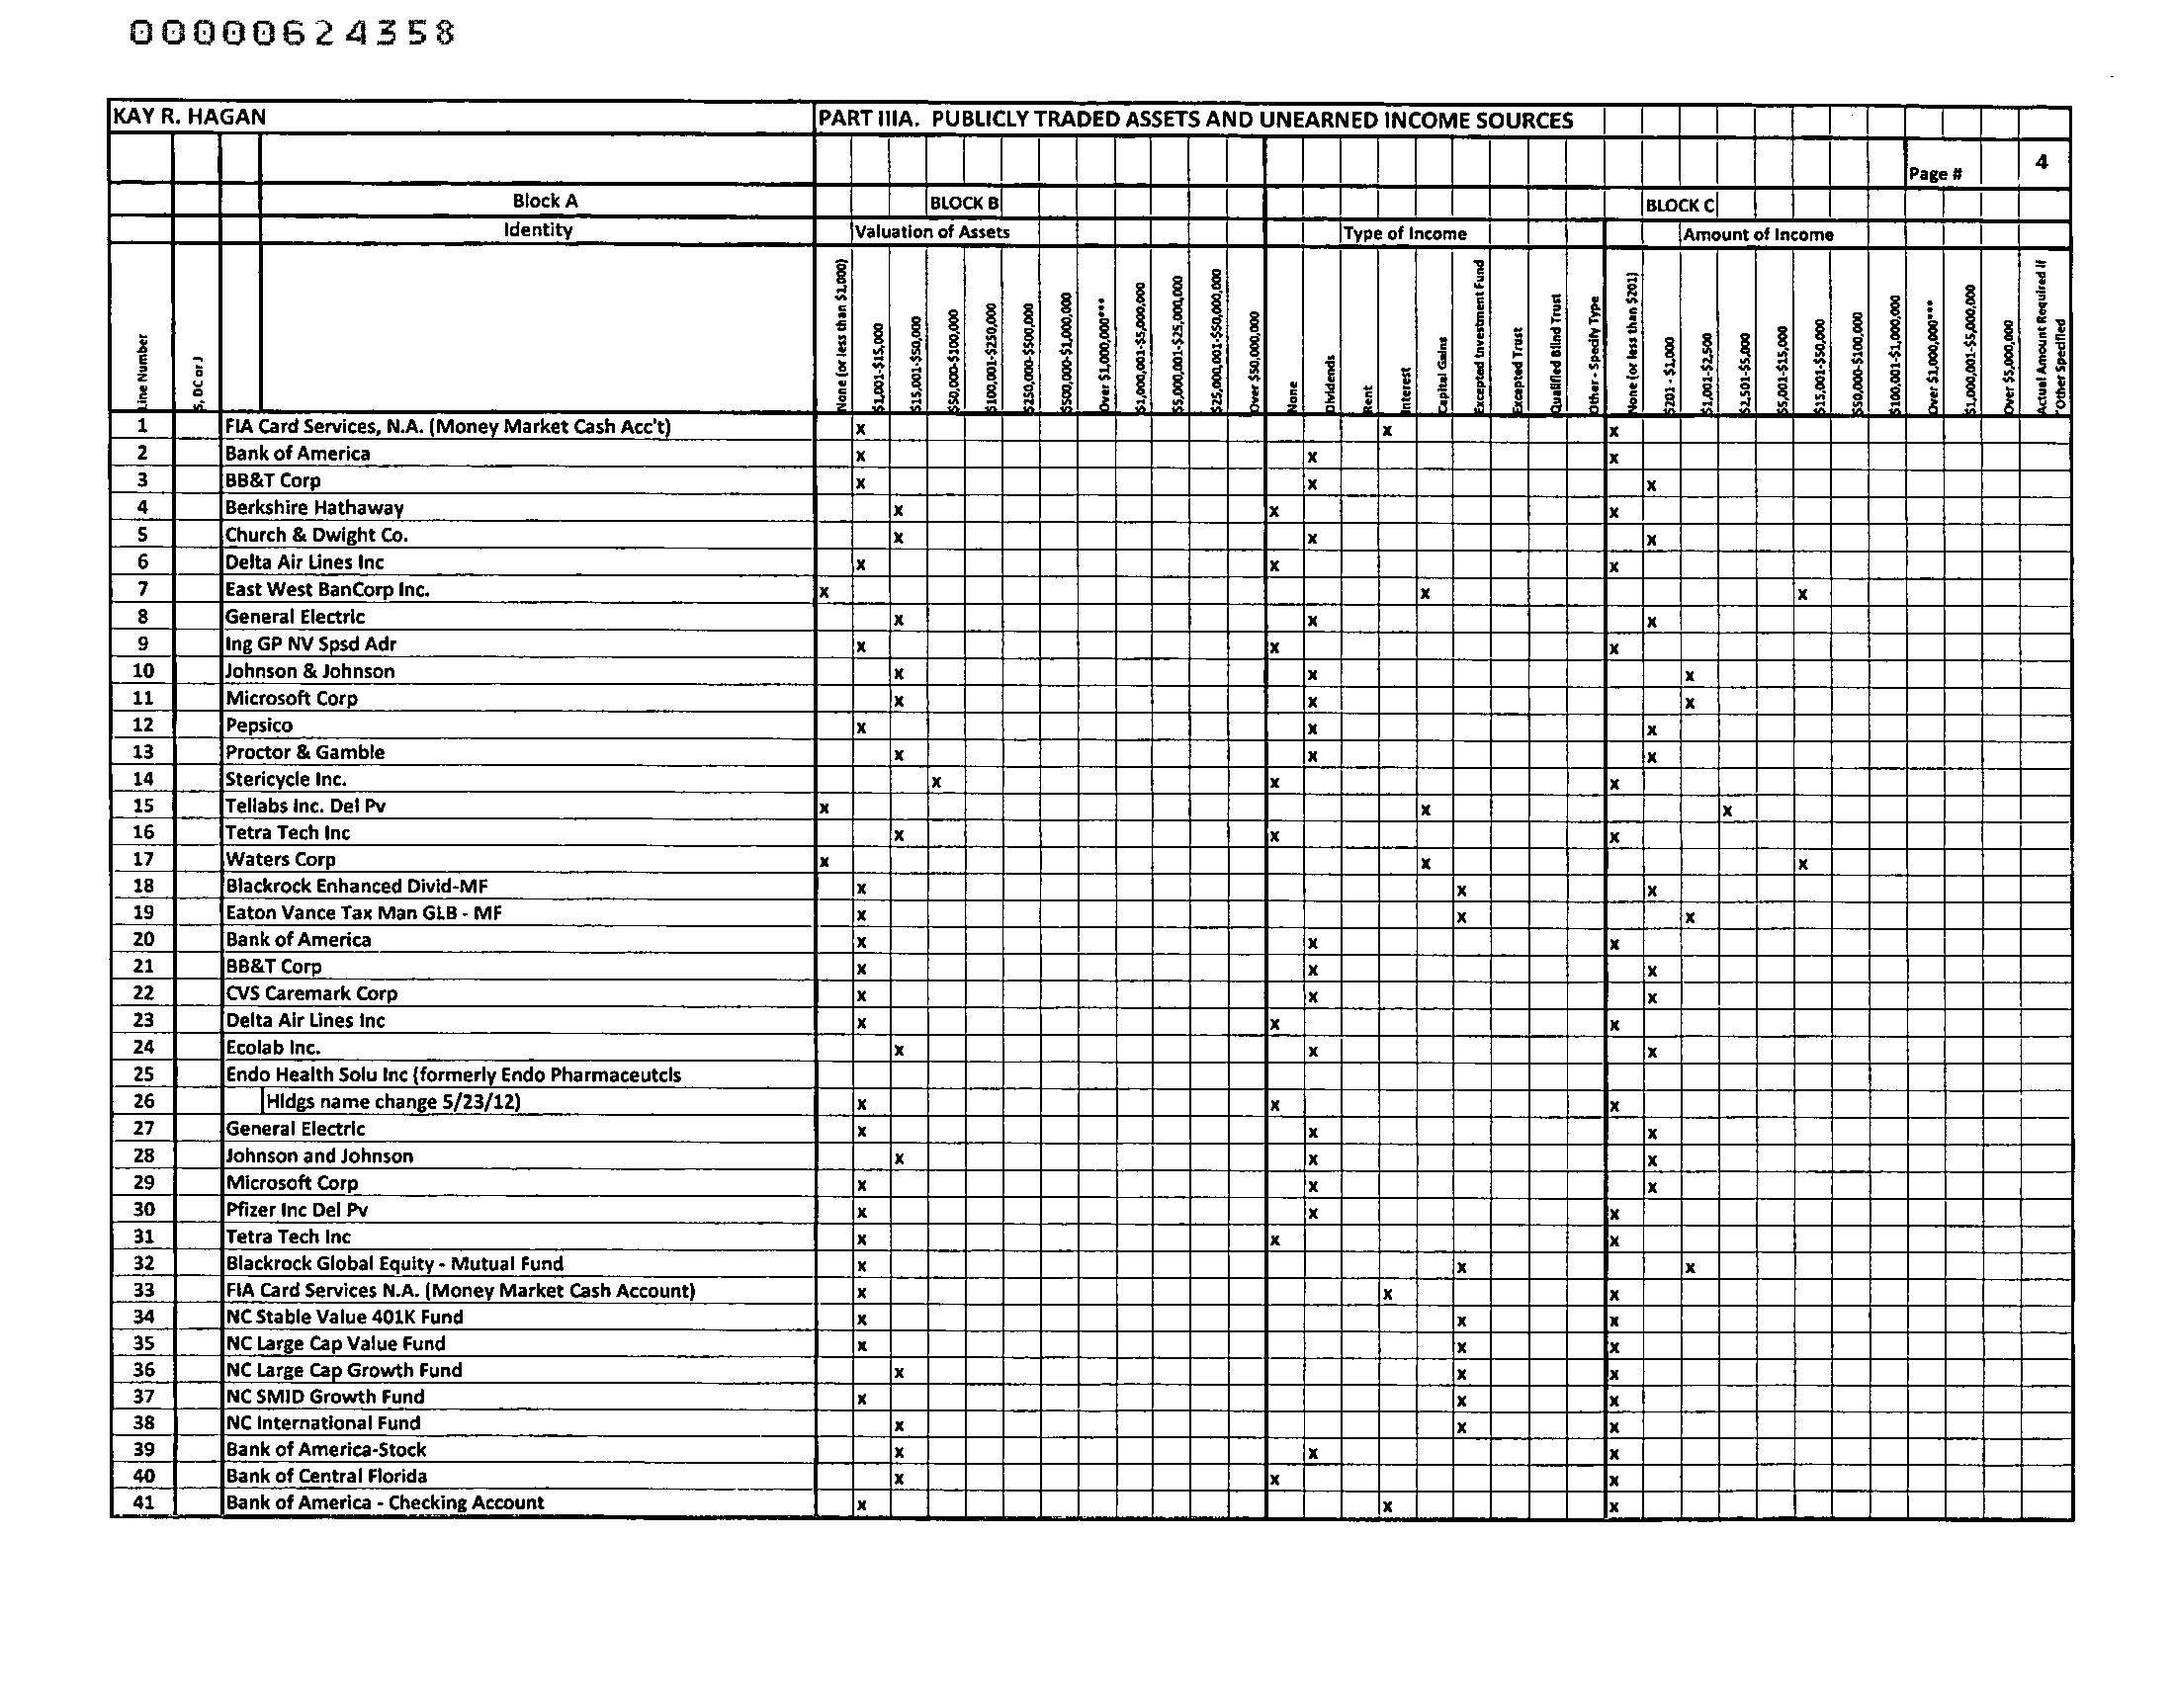 00000624358
KAY R. HAGAN PART IIIA. PUBLICLY TRADED ASSETS AND UNEARNED INCOME SOURCES
Page # 4
Block A BLOCK B BLOCK C
Identity Valuation of Assets Type of Income Amount of Income
Line Number
S, DC or J
None (or less than $1,000)
$1,001-$15,000
$15,001-$50,000
$50,000-$100,000
$100,001-$250,000
$250,000-$500,000
$500,000-$1,000,000
Over $1,000,000***
$1,000,001-$5,000,000
$5,000,001-$25,000,000
$25,000,001-$50,000,000
Over $50,000,000
None
Dividends
Rent
Interest
Capital Gains
Excepted Investment Fund
Excepted Trust
Qualified Blind Trust
Other - Specify Type
None (or less than $201)
$201 - $1,000
$1,001-$2,500
$2,501-$5,000
$5,001-$15,000
$15,001-$50,000
$50,000-$100,000
$100,001-$1,000,000
Over $1,000,000***
$1,000,001-$5,000,000
Over $5,000,000
Actual Amount Required If
"Other Specified
1 FIA Card Services, N.A. (Money Market Cash Acc't) x x x
2 Bank of America x x x
3 BB&T Corp x x x
4 Berkshire Hathaway x x x
5 Church & Dwight Co. x x x
6 Delta Air Lines Inc x x x
7 East West BanCorp Inc. x x x
8 General Electric x x x
9 Ing GP NV Spsd Adr x x x
10 Johnson & Johnson x x x
11 Microsoft Corp x x x
12 Pepsico x x x
13 Proctor & Gamble x x x
14 Stericycle Inc. x x x
15 Tellabs Inc. Del Pv x x x
16 Tetra Tech Inc x x x
17 Waters Corp x x x
18 Blackrock Enhanced Divid-MF x x x
19 Eaton Vance Tax Man GLB - MF x x x
20 Bank of America x x x
21 BB&T Corp x x x
22 CVS Caremark Corp x x x
23 Delta Air Lines Inc x x x
24 Ecolab Inc. x x x
25 Endo Health Solu Inc (formerly Endo Pharmaceutcls
26 Hldgs name change 5/23/12) x x x
27 General Electric x x x
28 Johnson and Johnson x x x
29 Microsoft Corp x x x
30 Pfizer Inc Del Pv x x x
31 Tetra Tech Inc x x x
32 Blackrock Global Equity - Mutual Fund x x x
33 FIA Card Services N.A. (Money Market Cash Account) x x x
34 NC Stable Value 401K Fund x x x
35 NC Large Cap Value Fund x x x
36 NC Large Cap Growth Fund x x x
37 NC SMID Growth Fund x x x
38 NC International Fund x x x
39 Bank of America-Stock x x x
40 Bank of Central Florida x x x
41 Bank of America - Checking Account x x x